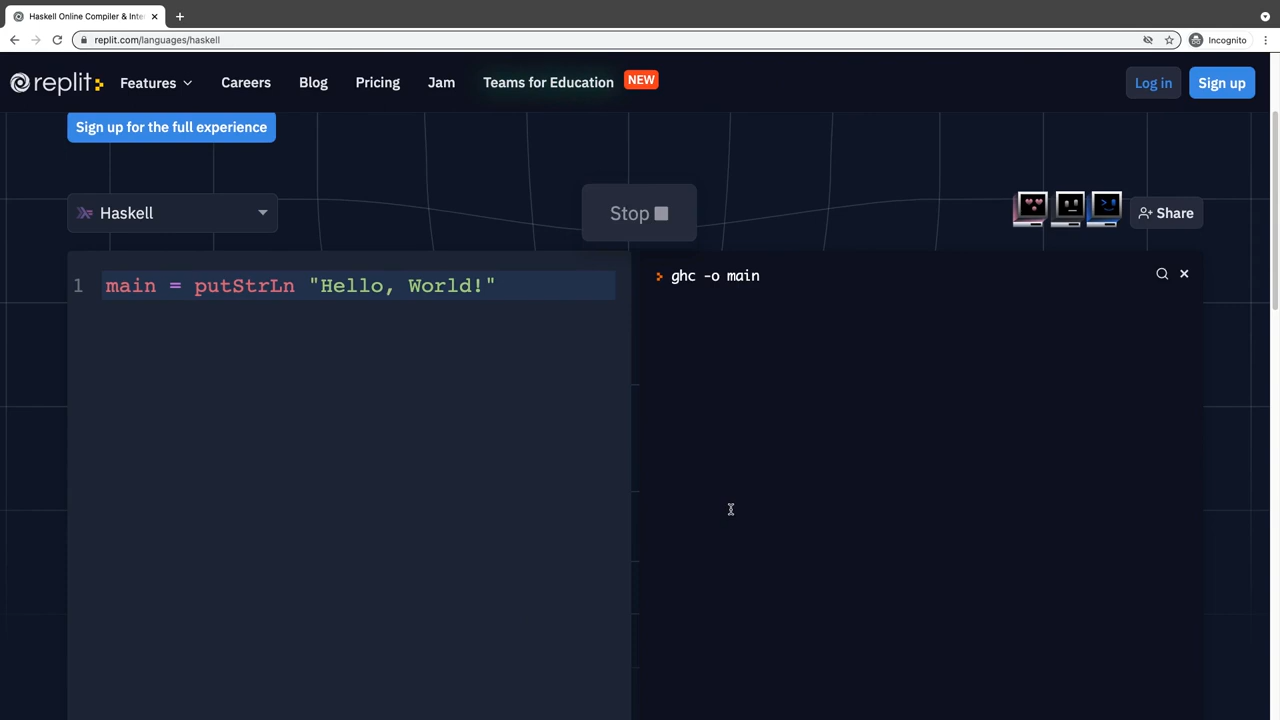 Haskell Online Compiler & Inte
replit.com/languages/haskell
Incognito
replit
Features
Careers
Blog
Pricing
Jam
Teams for Education
NEW
Log in
Sign up
Sign up for the full experience
Haskell
Stop
Share
1 main = putStrLn "Hello, World!"
ghc -o main